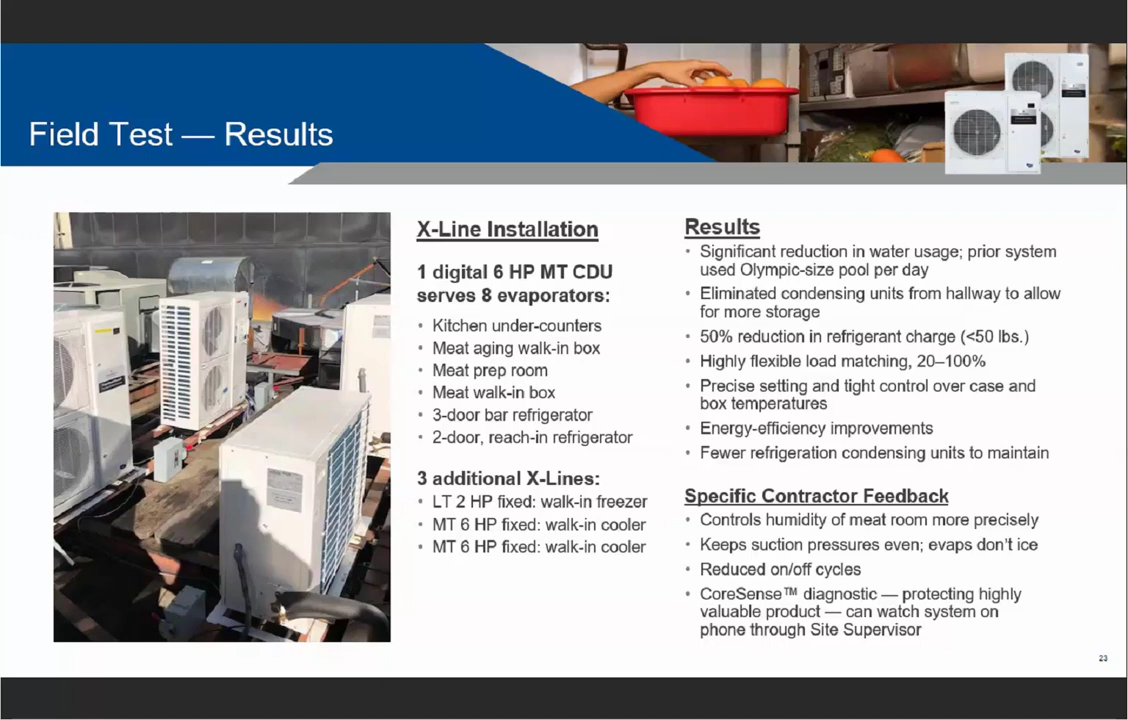 Field Test — Results
X-Line Installation
1 digital 6 HP MT CDU
serves 8 evaporators:
• Kitchen under-counters
• Meat aging walk-in box
• Meat prep room
• Meat walk-in box
• 3-door bar refrigerator
• 2-door, reach-in refrigerator
3 additional X-Lines:
• LT 2 HP fixed: walk-in freezer
• MT 6 HP fixed: walk-in cooler
• MT 6 HP fixed: walk-in cooler
Results
• Significant reduction in water usage; prior system
used Olympic-size pool per day
• Eliminated condensing units from hallway to allow
for more storage
• 50% reduction in refrigerant charge (<50 lbs.)
• Highly flexible load matching, 20–100%
• Precise setting and tight control over case and
box temperatures
• Energy-efficiency improvements
• Fewer refrigeration condensing units to maintain
Specific Contractor Feedback
• Controls humidity of meat room more precisely
• Keeps suction pressures even; evaps don't ice
• Reduced on/off cycles
• CoreSense™ diagnostic — protecting highly
valuable product — can watch system on
phone through Site Supervisor
23